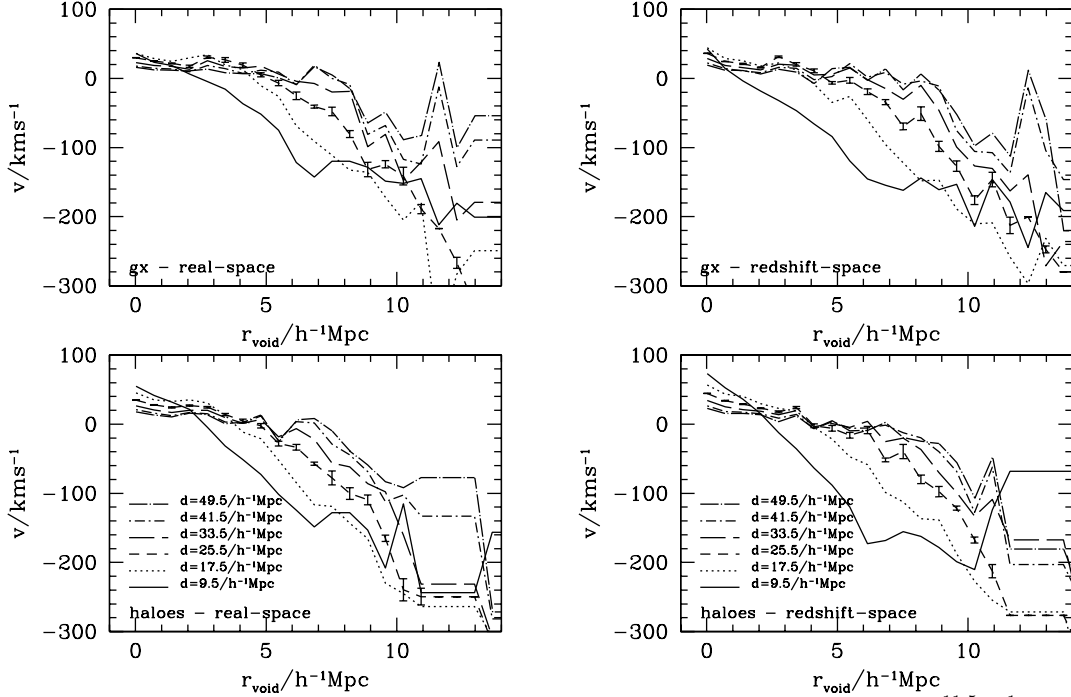 100
0
−100
−200
−300
v/kms⁻¹
gx − real−space
0 5 10
r_void/h⁻¹Mpc
100
0
−100
−200
−300
v/kms⁻¹
gx − redshift−space
0 5 10
r_void/h⁻¹Mpc
100
0
−100
−200
−300
v/kms⁻¹
d=49.5/h⁻¹Mpc
d=41.5/h⁻¹Mpc
d=33.5/h⁻¹Mpc
d=25.5/h⁻¹Mpc
d=17.5/h⁻¹Mpc
d=9.5/h⁻¹Mpc
haloes − real−space
0 5 10
r_void/h⁻¹Mpc
100
0
−100
−200
−300
v/kms⁻¹
d=49.5/h⁻¹Mpc
d=41.5/h⁻¹Mpc
d=33.5/h⁻¹Mpc
d=25.5/h⁻¹Mpc
d=17.5/h⁻¹Mpc
d=9.5/h⁻¹Mpc
haloes − redshift−space
0 5 10
r_void/h⁻¹Mpc